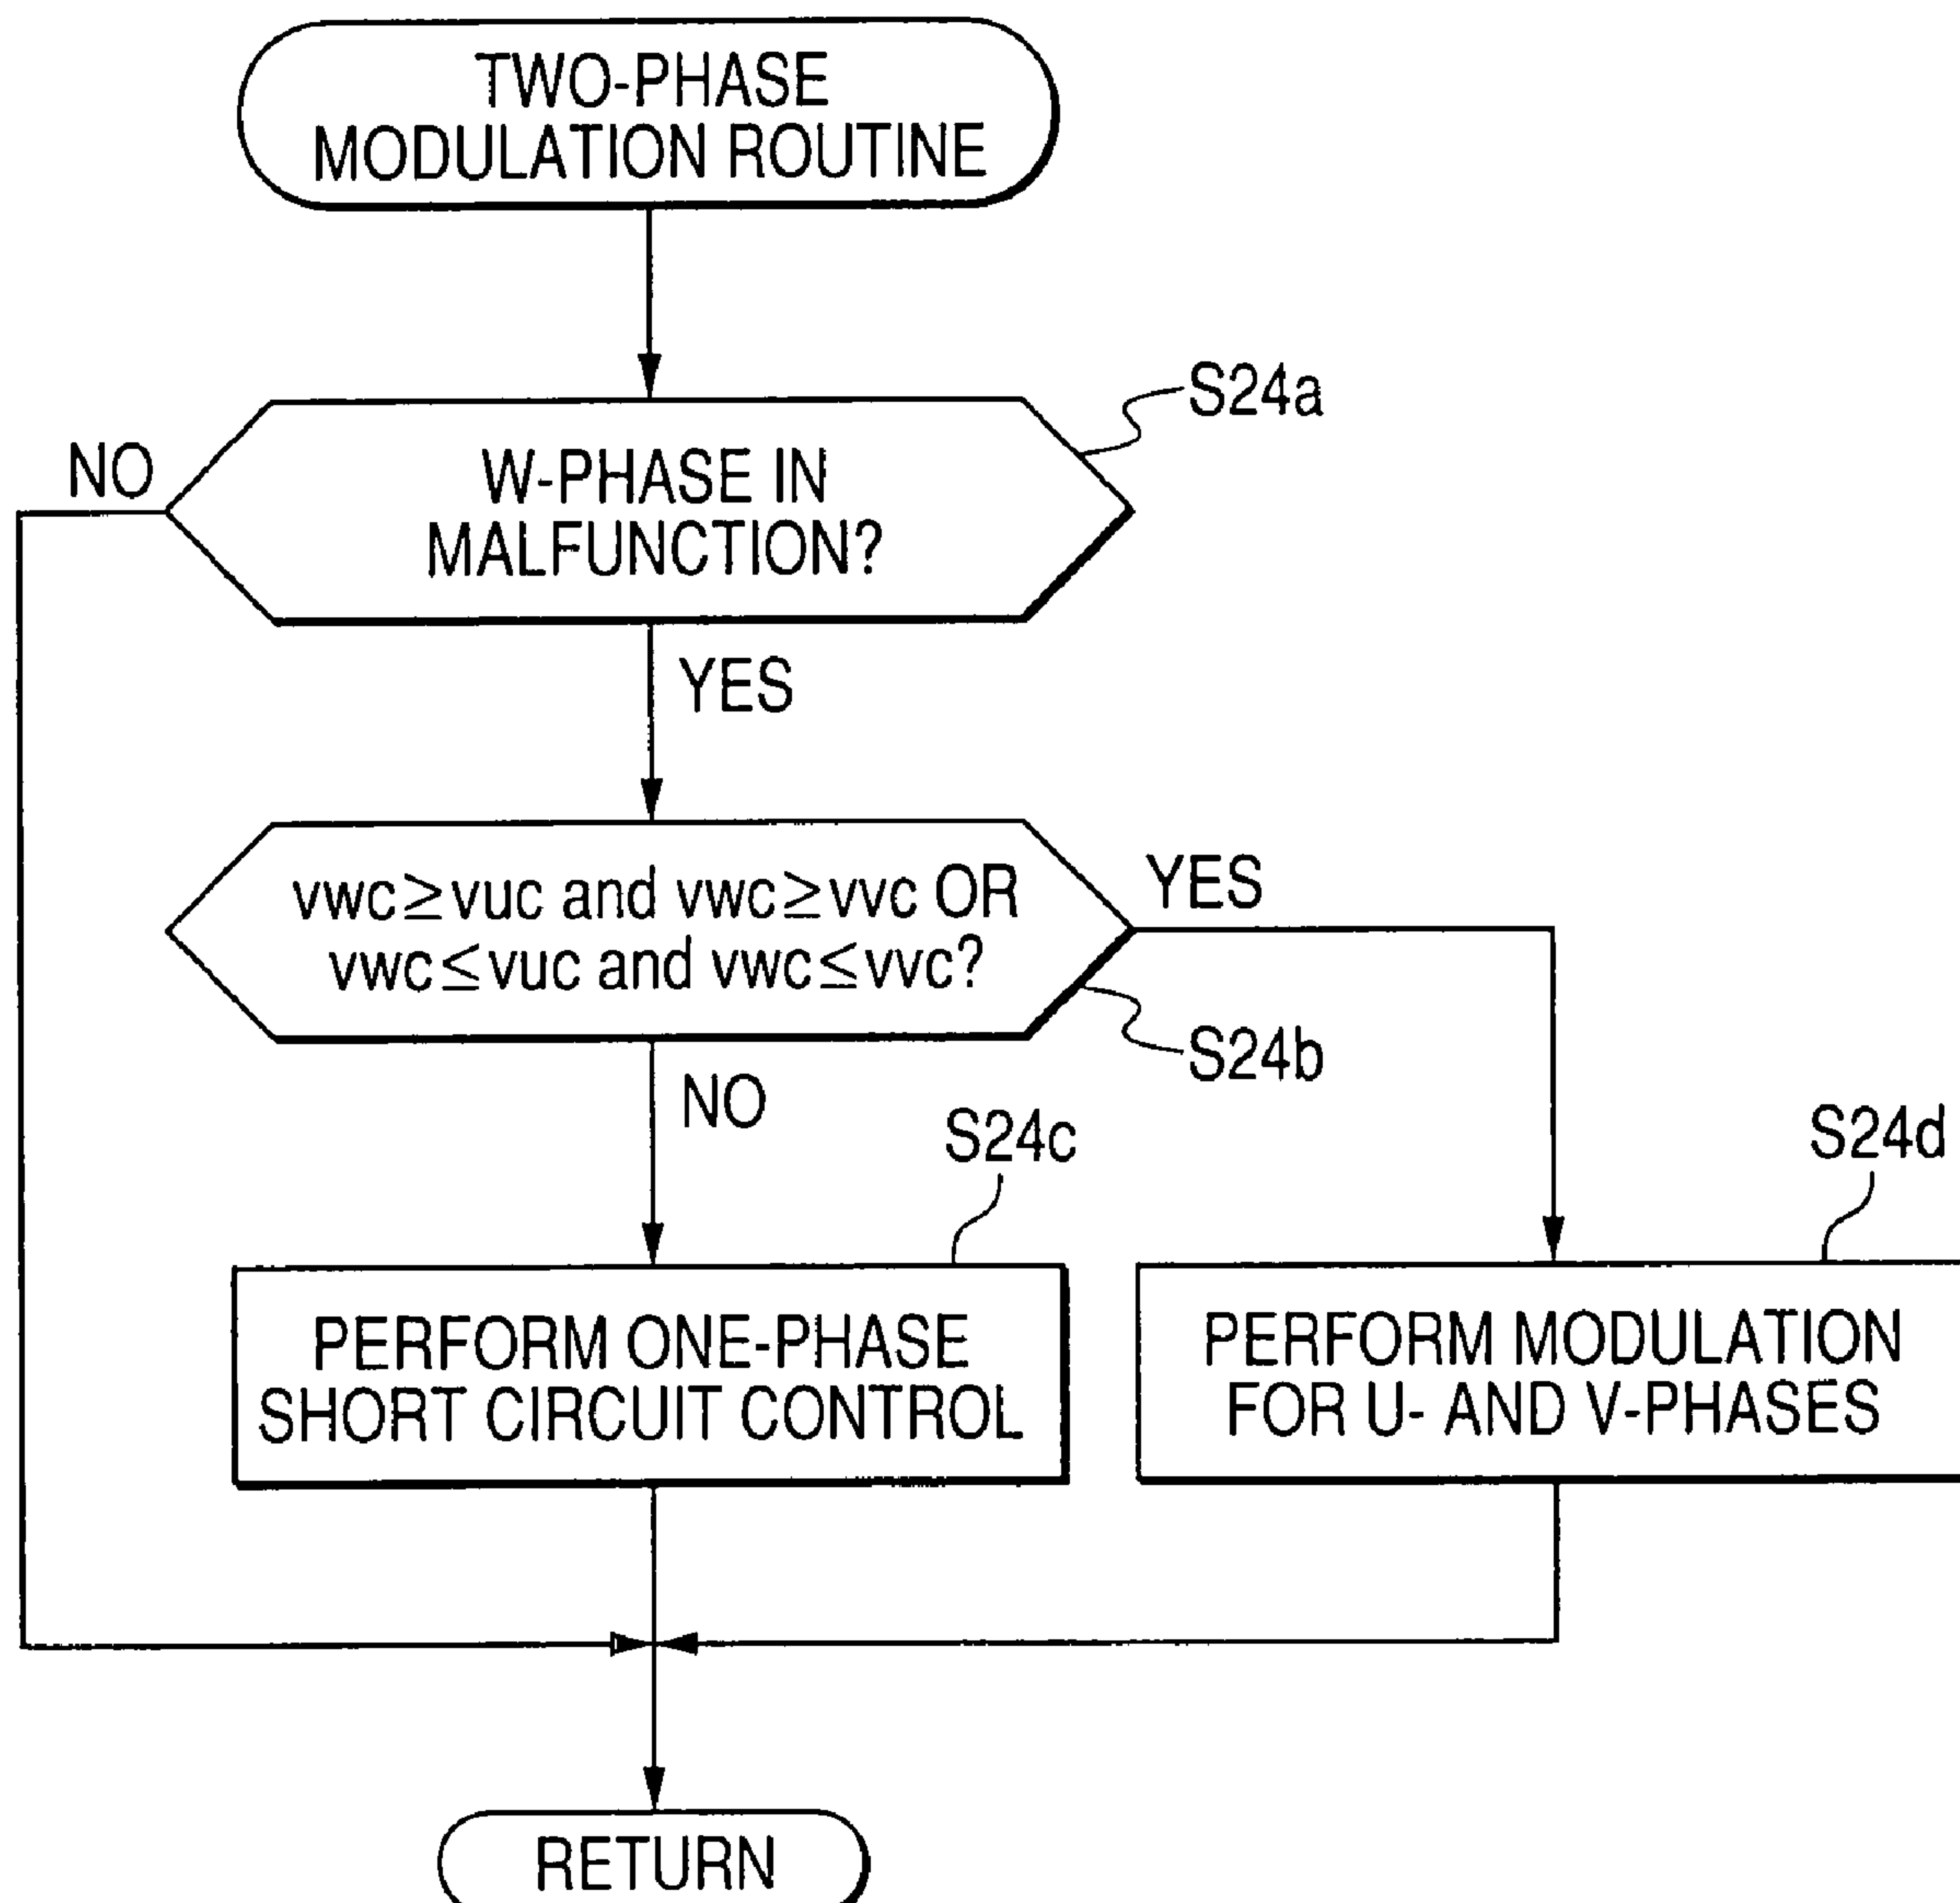 TWO-PHASE
MODULATION ROUTINE
S24a
NO
W-PHASE IN
MALFUNCTION?
YES
vwc≥vuc and vwc≥vvc OR
vwc≤vuc and vwc≤vvc?
YES
S24b
NO
S24c
S24d
PERFORM ONE-PHASE
SHORT CIRCUIT CONTROL
PERFORM MODULATION
FOR U- AND V-PHASES
RETURN